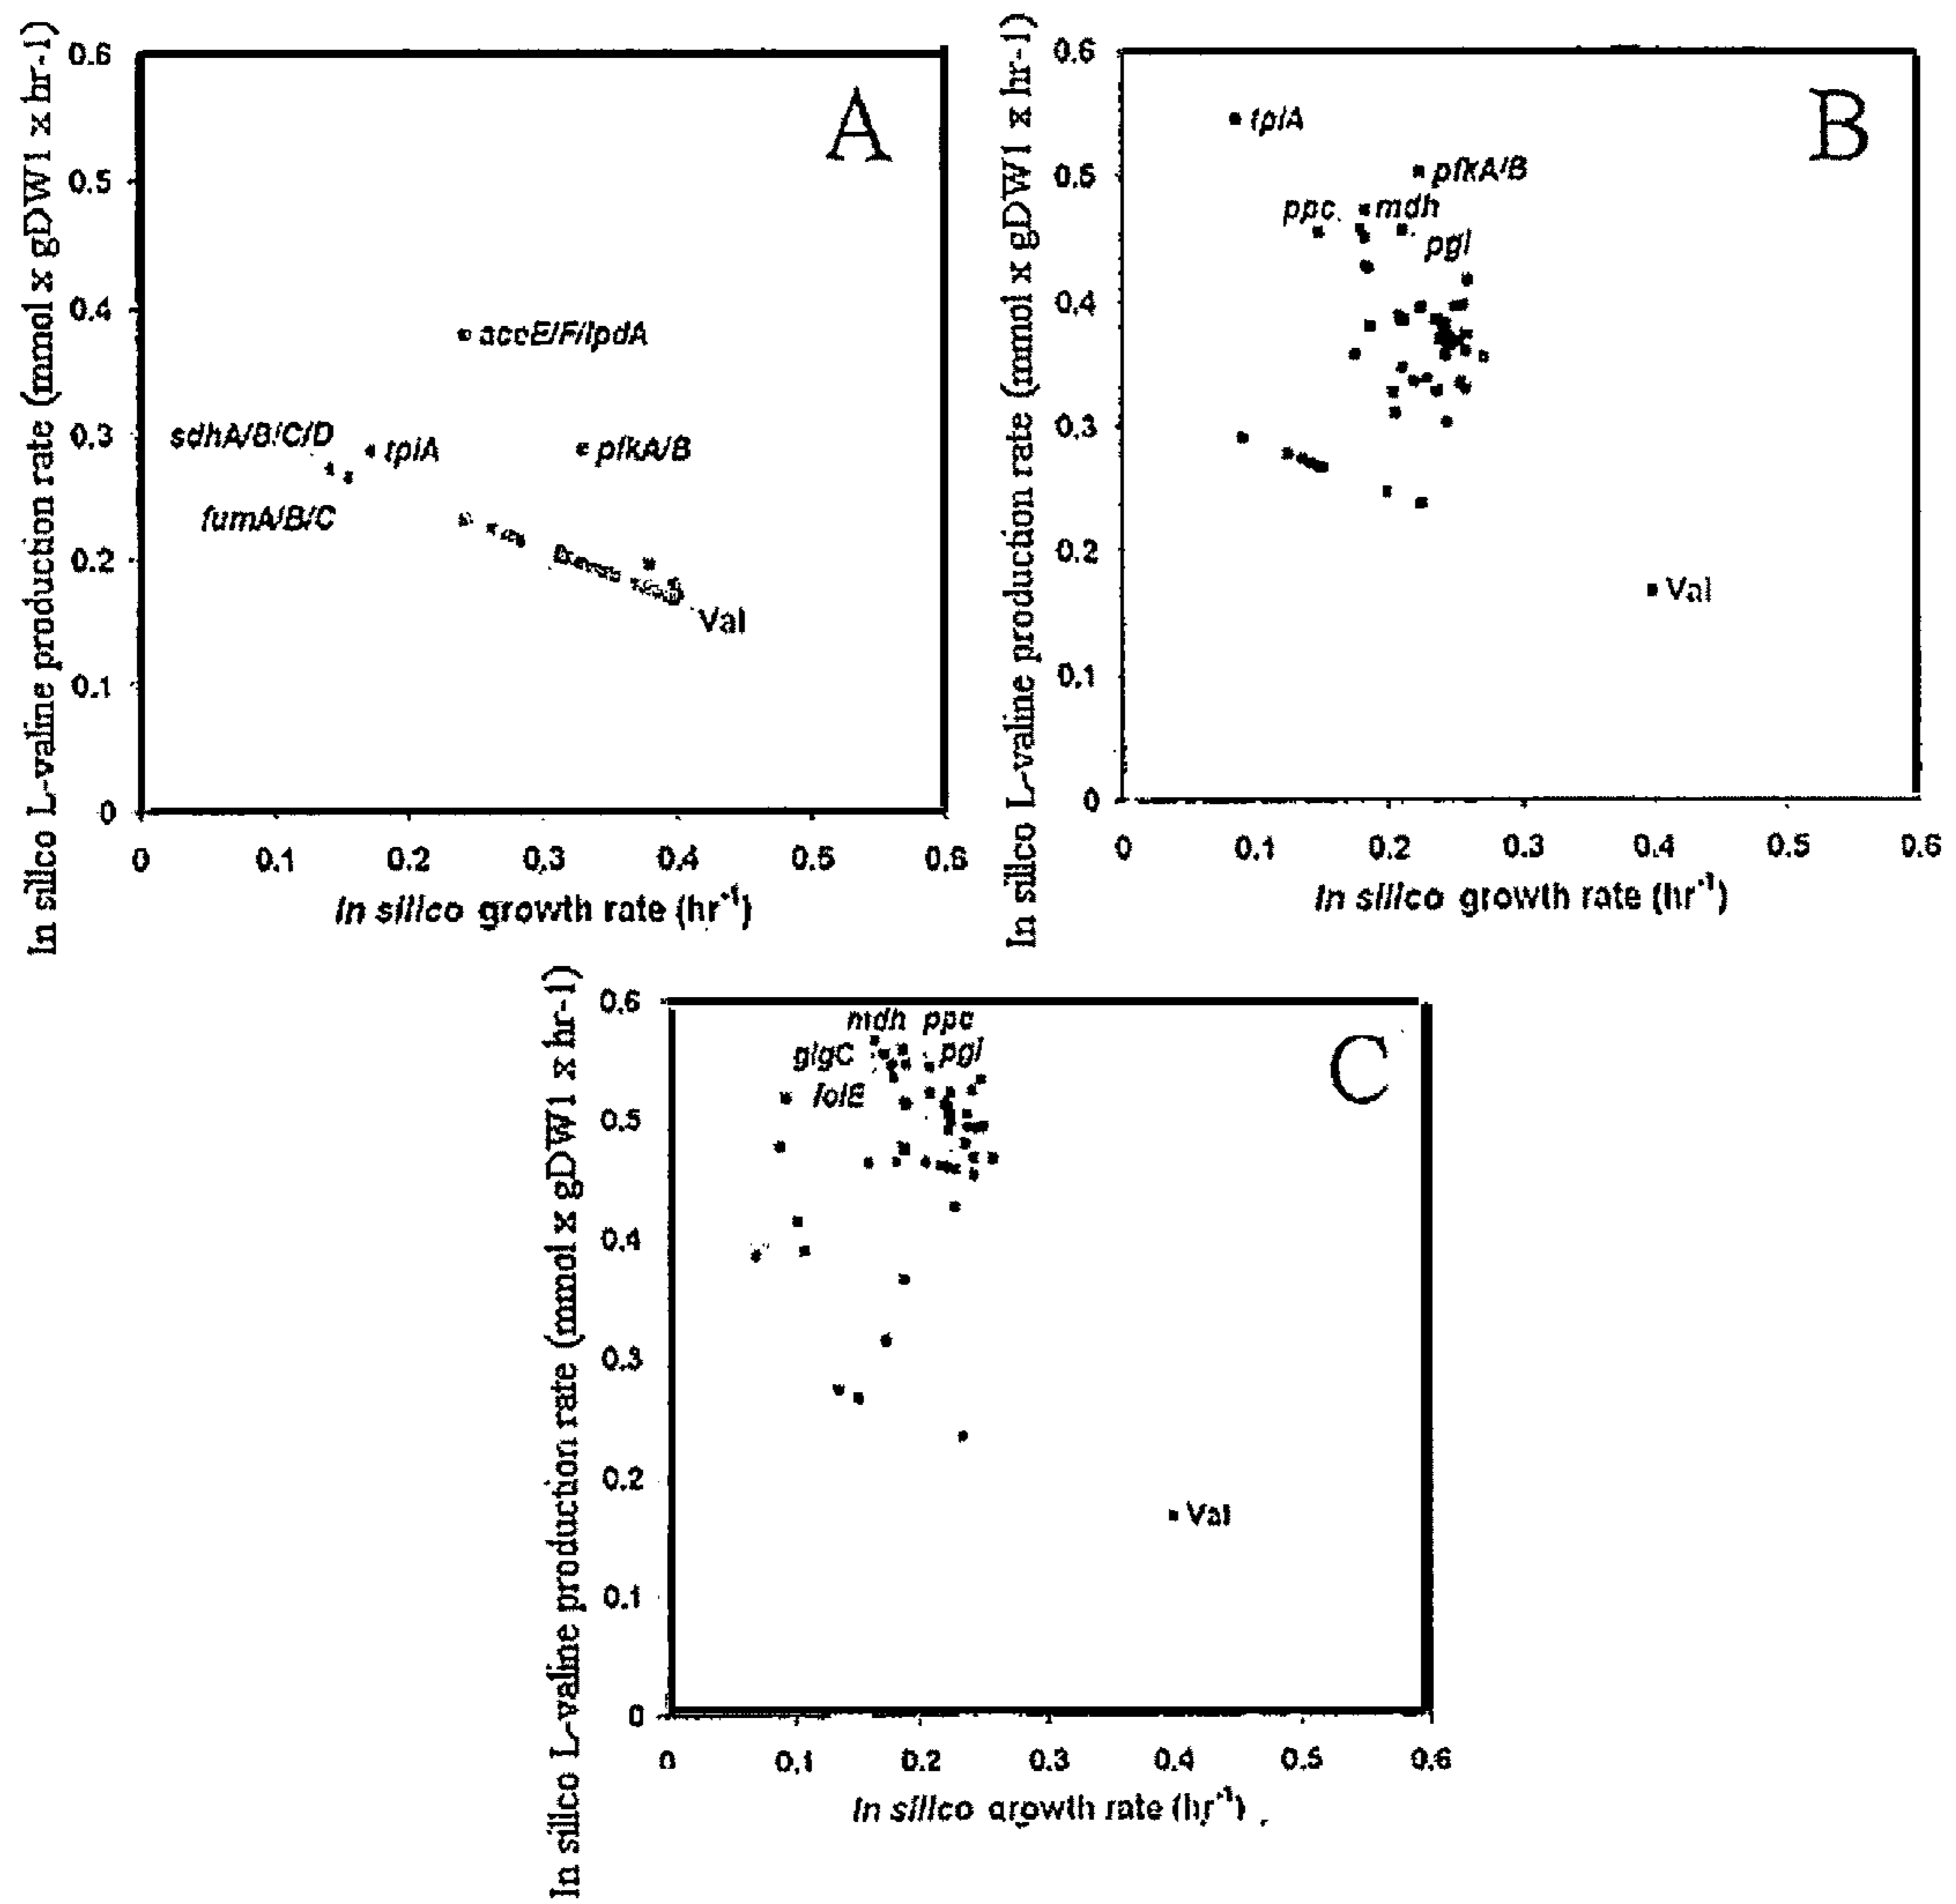 In silico L-valine production rate (mmol x gDW1 x hr-1)
A
0.6
0.5
0.4
0.3
0.2
0.1
0
aceE/F/lpdA
sdhA/B/C/D
tpiA
pfkA/B
fumA/B/C
Val
0 0.1 0.2 0.3 0.4 0.5 0.6
In silico growth rate (hr-1)
In silico L-valine production rate (mmol x gDW1 x hr-1)
B
0.6
0.5
0.4
0.3
0.2
0.1
0
tpiA
pfkA/B
ppc mdh
pgl
Val
0 0.1 0.2 0.3 0.4 0.5 0.6
In silico growth rate (hr-1)
In silico L-valine production rate (mmol x gDW1 x hr-1)
C
0.6
0.5
0.4
0.3
0.2
0.1
0
mdh ppc
glgC pgl
folE
Val
0 0.1 0.2 0.3 0.4 0.5 0.6
In silico growth rate (hr-1)